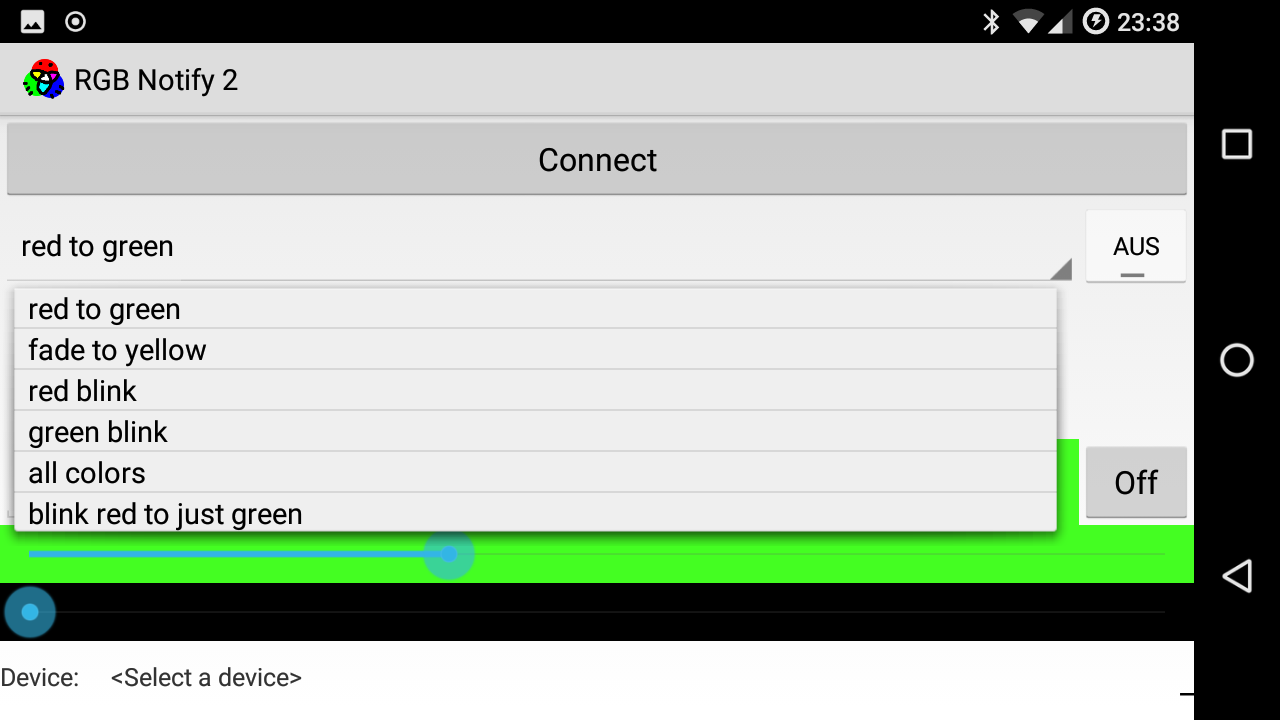 23:38
RGB Notify 2
Connect
red to green
AUS
red to green
fade to yellow
red blink
green blink
all colors
blink red to just green
Off
Device: <Select a device>